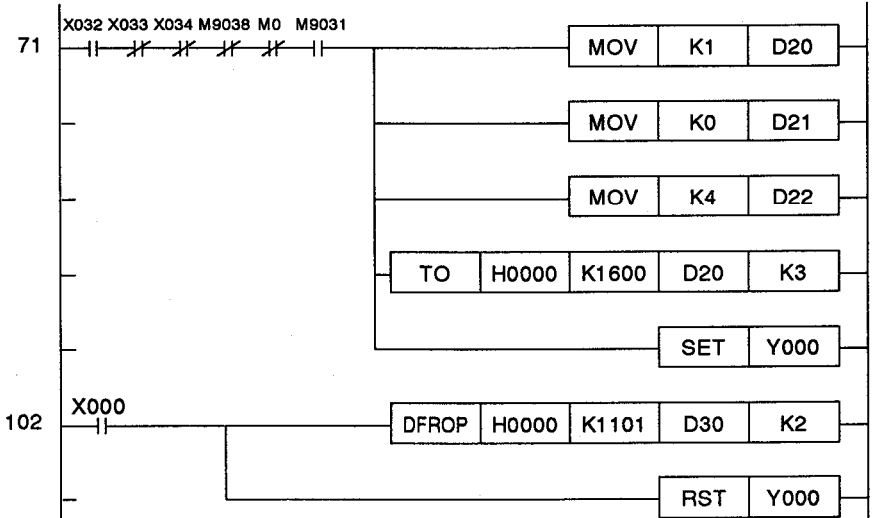 X032 X033 X034 M9038 M0 M9031
71 MOV K1 D20
MOV K0 D21
MOV K4 D22
TO H0000 K1600 D20 K3
SET Y000
X000
102 DFROP H0000 K1101 D30 K2
RST Y000